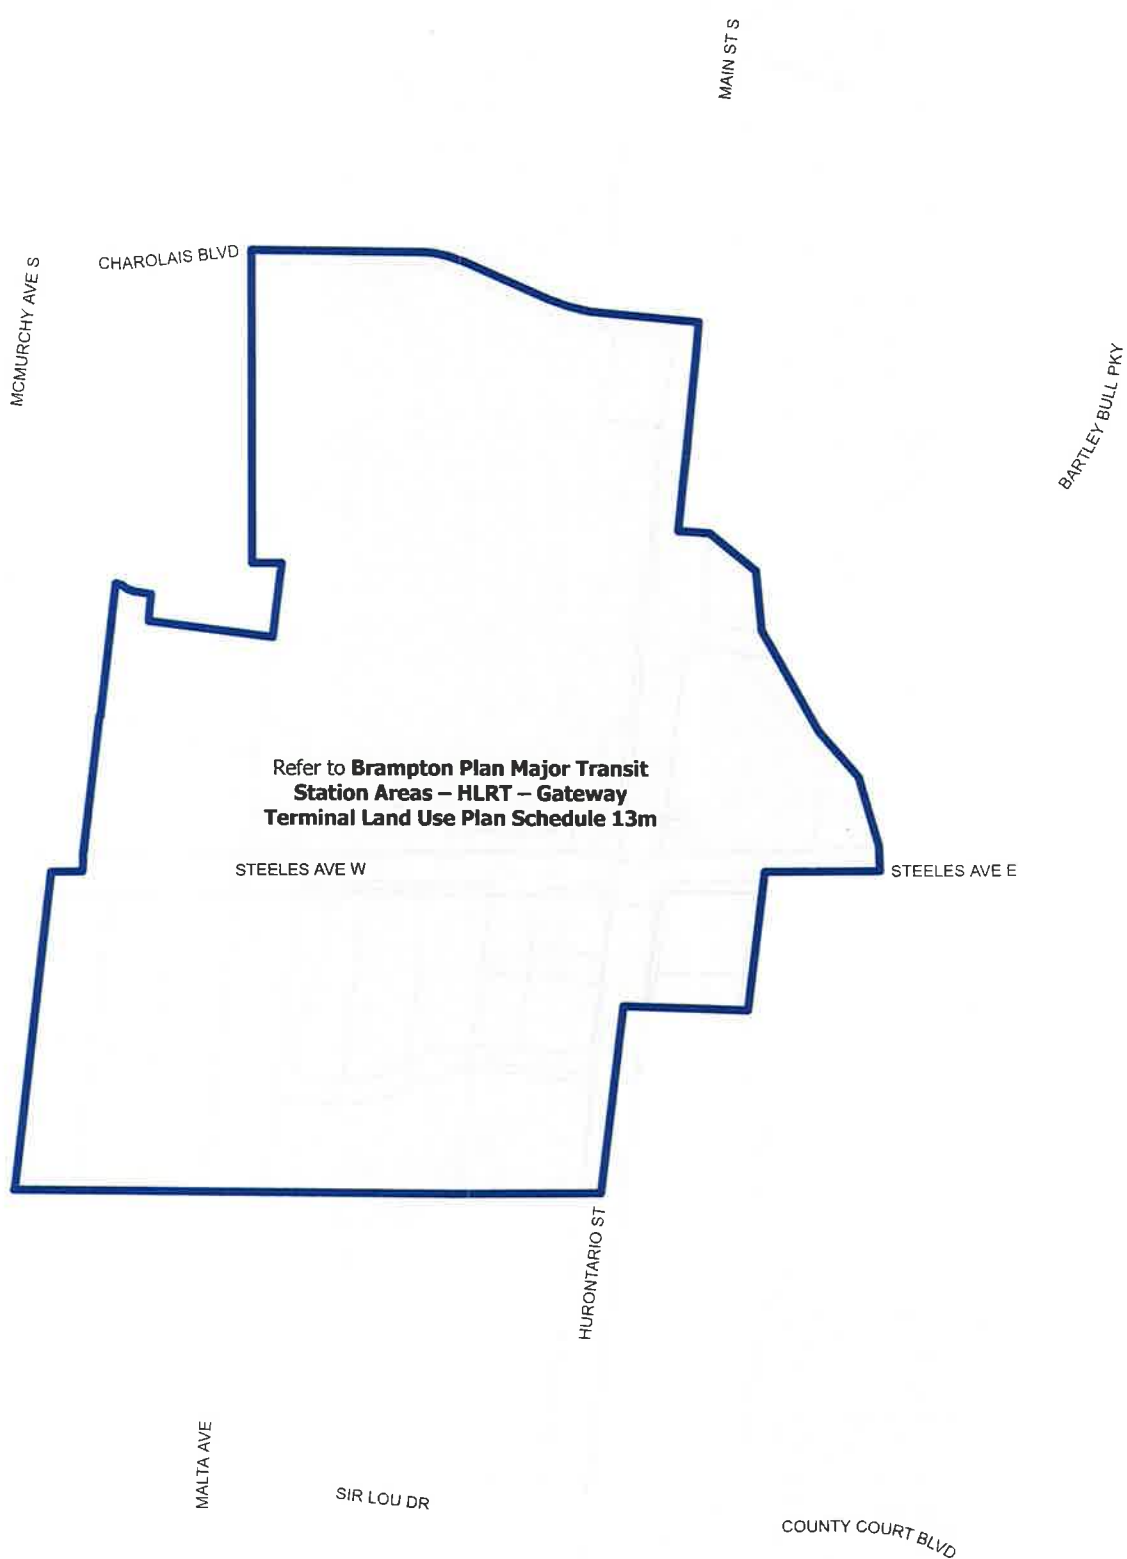 MAIN ST S
CHAROLAIS BLVD
MCMURCHY AVE S
BARTLEY BULL PKY
Refer to Brampton Plan Major Transit
Station Areas – HLRT – Gateway
Terminal Land Use Plan Schedule 13m
STEELES AVE W
STEELES AVE E
HURONTARIO ST
MALTA AVE
SIR LOU DR
COUNTY COURT BLVD